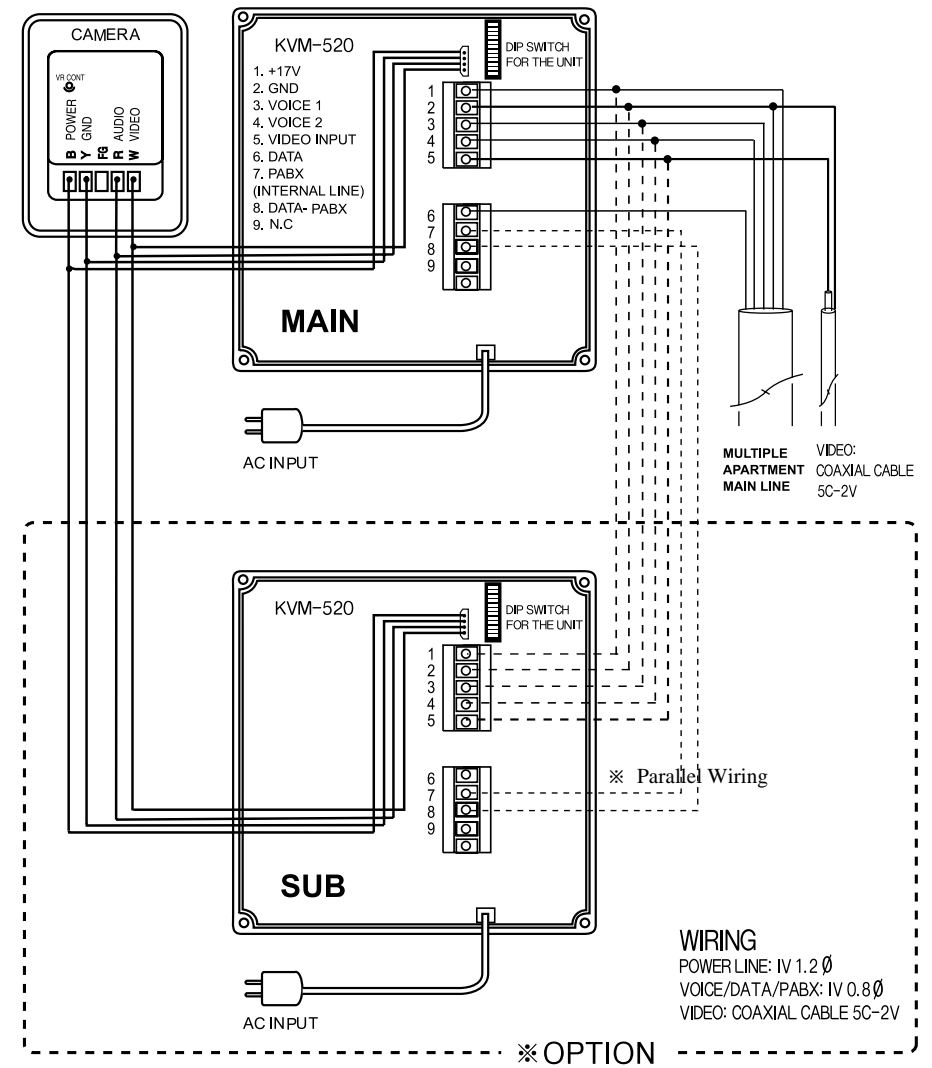 CAMERA
VR CONT
B POWER
Y GND
FG
R AUDIO
W VIDEO
KVM-520
1. +17V
2. GND
3. VOICE 1
4. VOICE 2
5. VIDEO INPUT
6. DATA
7. PABX
(INTERNAL LINE)
8. DATA- PABX
9. N.C
DIP SWITCH
FOR THE UNIT
1
2
3
4
5
6
7
8
9
MAIN
AC INPUT
MULTIPLE
APARTMENT
MAIN LINE
VIDEO:
COAXIAL CABLE
5C-2V
KVM-520
DIP SWITCH
FOR THE UNIT
1
2
3
4
5
6
7
8
9
※ Parallel Wiring
SUB
AC INPUT
WIRING
POWER LINE: IV 1.2 Ø
VOICE/DATA/PABX: IV 0.8 Ø
VIDEO: COAXIAL CABLE 5C-2V
※ OPTION